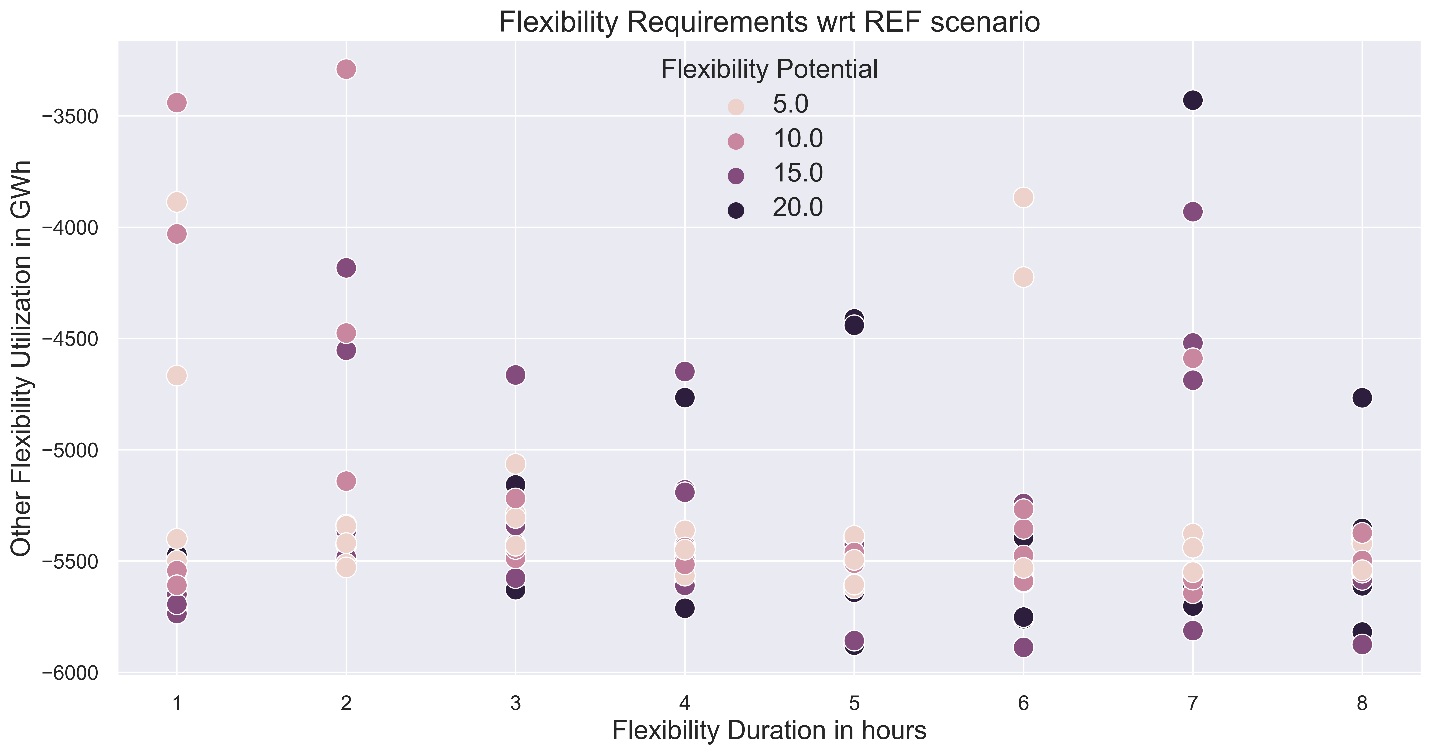 Flexibility Requirements wrt REF scenario
Flexibility Potential
5.0
10.0
15.0
20.0
Other Flexibility Utilization in GWh
−3500
−4000
−4500
−5000
−5500
−6000
1 2 3 4 5 6 7 8
Flexibility Duration in hours